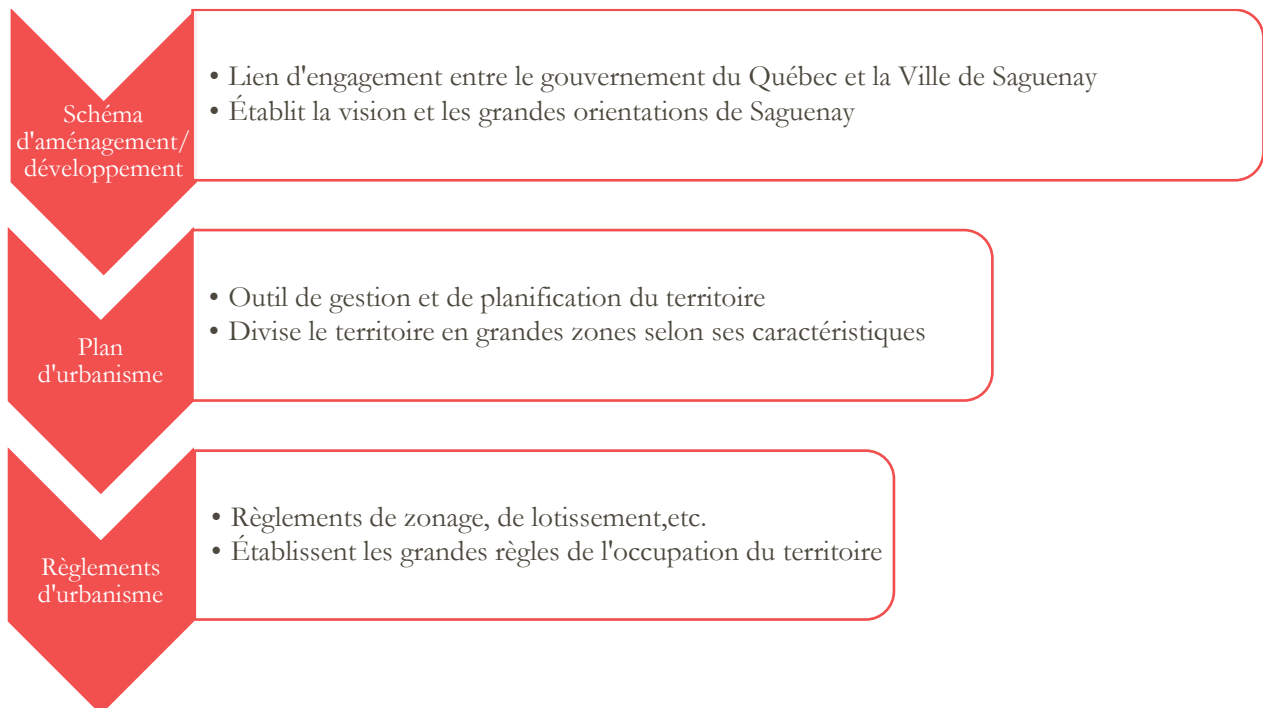 Schéma
d'aménagement/
développement
• Lien d'engagement entre le gouvernement du Québec et la Ville de Saguenay
• Établit la vision et les grandes orientations de Saguenay
Plan
d'urbanisme
• Outil de gestion et de planification du territoire
• Divise le territoire en grandes zones selon ses caractéristiques
Règlements
d'urbanisme
• Règlements de zonage, de lotissement,etc.
• Établissent les grandes règles de l'occupation du territoire